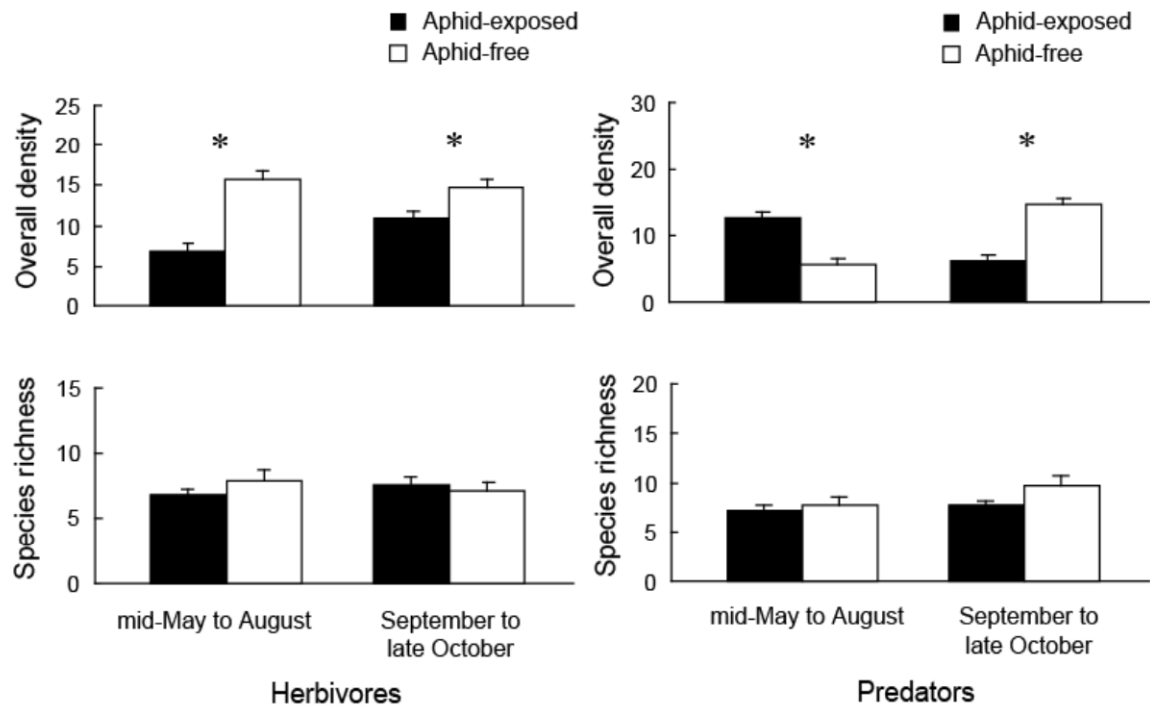 Aphid-exposed
Aphid-free
Overall density
25
20
15
10
5
0
*
*
Species richness
15
10
5
0
mid-May to August
September to
late October
Herbivores
Aphid-exposed
Aphid-free
Overall density
30
20
10
0
*
*
Species richness
20
15
10
5
0
mid-May to August
September to
late October
Predators